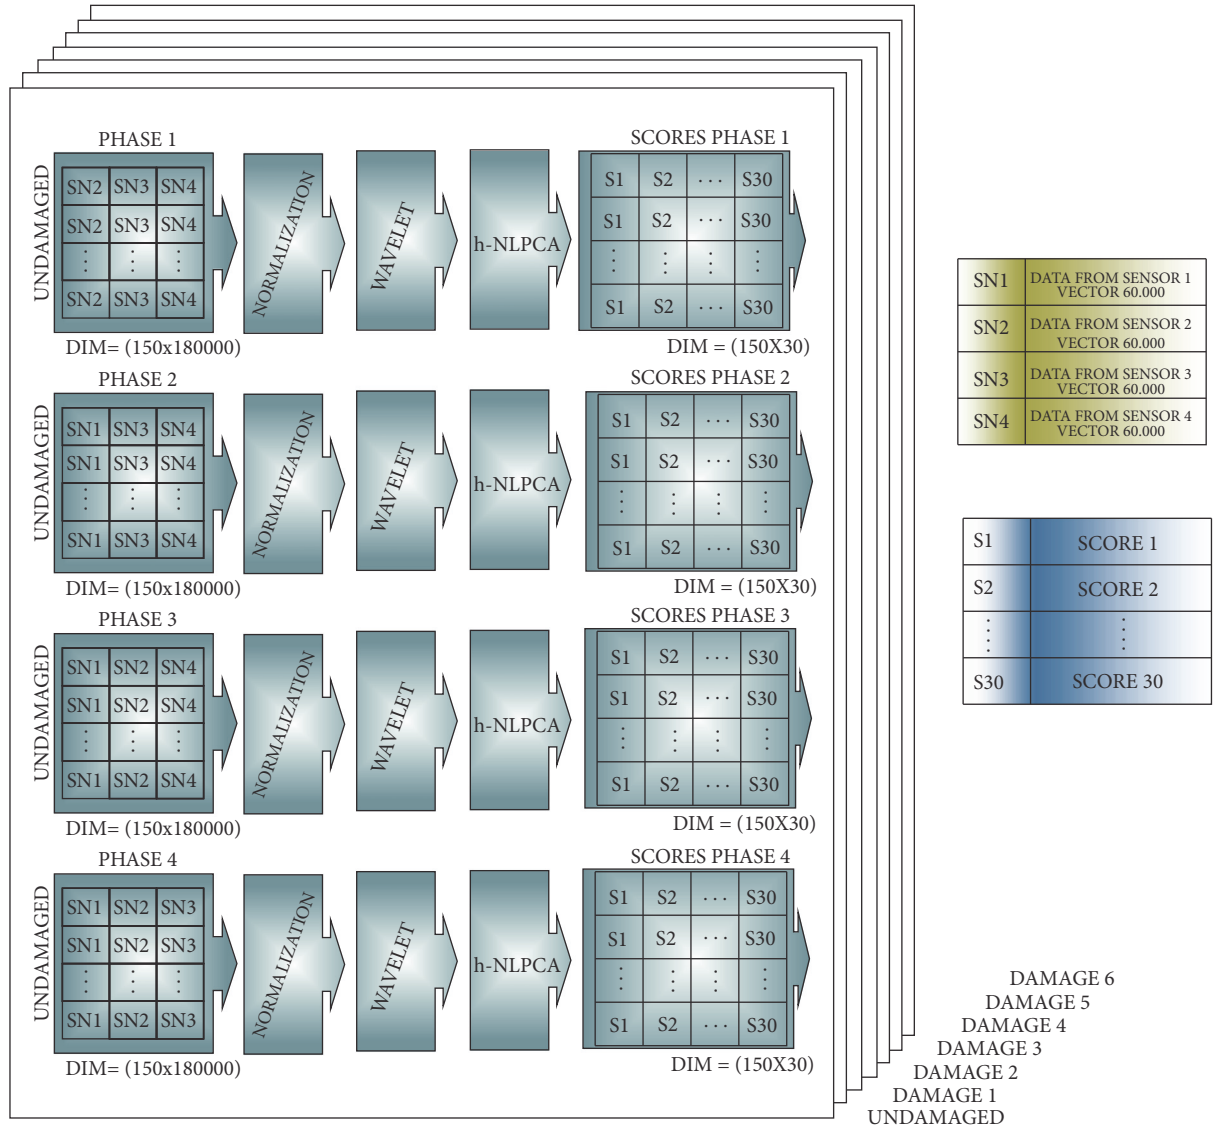 PHASE 1
SCORES PHASE 1
UNDAMAGED
SN2 SN3 SN4
SN2 SN3 SN4
⋮ ⋮ ⋮
SN2 SN3 SN4
NORMALIZATION
WAVELET
h-NLPCA
S1 S2 ··· S30
S1 S2 ··· S30
⋮ ⋮ ⋮ ⋮
S1 S2 ··· S30
DIM= (150x180000)
DIM = (150X30)
PHASE 2
SCORES PHASE 2
UNDAMAGED
SN1 SN3 SN4
SN1 SN3 SN4
⋮ ⋮ ⋮
SN1 SN3 SN4
NORMALIZATION
WAVELET
h-NLPCA
S1 S2 ··· S30
S1 S2 ··· S30
⋮ ⋮ ⋮ ⋮
S1 S2 ··· S30
DIM= (150x180000)
DIM = (150X30)
PHASE 3
SCORES PHASE 3
UNDAMAGED
SN1 SN2 SN4
SN1 SN2 SN4
⋮ ⋮ ⋮
SN1 SN2 SN4
NORMALIZATION
WAVELET
h-NLPCA
S1 S2 ··· S30
S1 S2 ··· S30
⋮ ⋮ ⋮ ⋮
S1 S2 ··· S30
DIM= (150x180000)
DIM = (150X30)
PHASE 4
SCORES PHASE 4
UNDAMAGED
SN1 SN2 SN3
SN1 SN2 SN3
⋮ ⋮ ⋮
SN1 SN2 SN3
NORMALIZATION
WAVELET
h-NLPCA
S1 S2 ··· S30
S1 S2 ··· S30
⋮ ⋮ ⋮ ⋮
S1 S2 ··· S30
DIM= (150x180000)
DIM = (150X30)
SN1 DATA FROM SENSOR 1
VECTOR 60.000
SN2 DATA FROM SENSOR 2
VECTOR 60.000
SN3 DATA FROM SENSOR 3
VECTOR 60.000
SN4 DATA FROM SENSOR 4
VECTOR 60.000
S1 SCORE 1
S2 SCORE 2
⋮ ⋮
S30 SCORE 30
DAMAGE 6
DAMAGE 5
DAMAGE 4
DAMAGE 3
DAMAGE 2
DAMAGE 1
UNDAMAGED